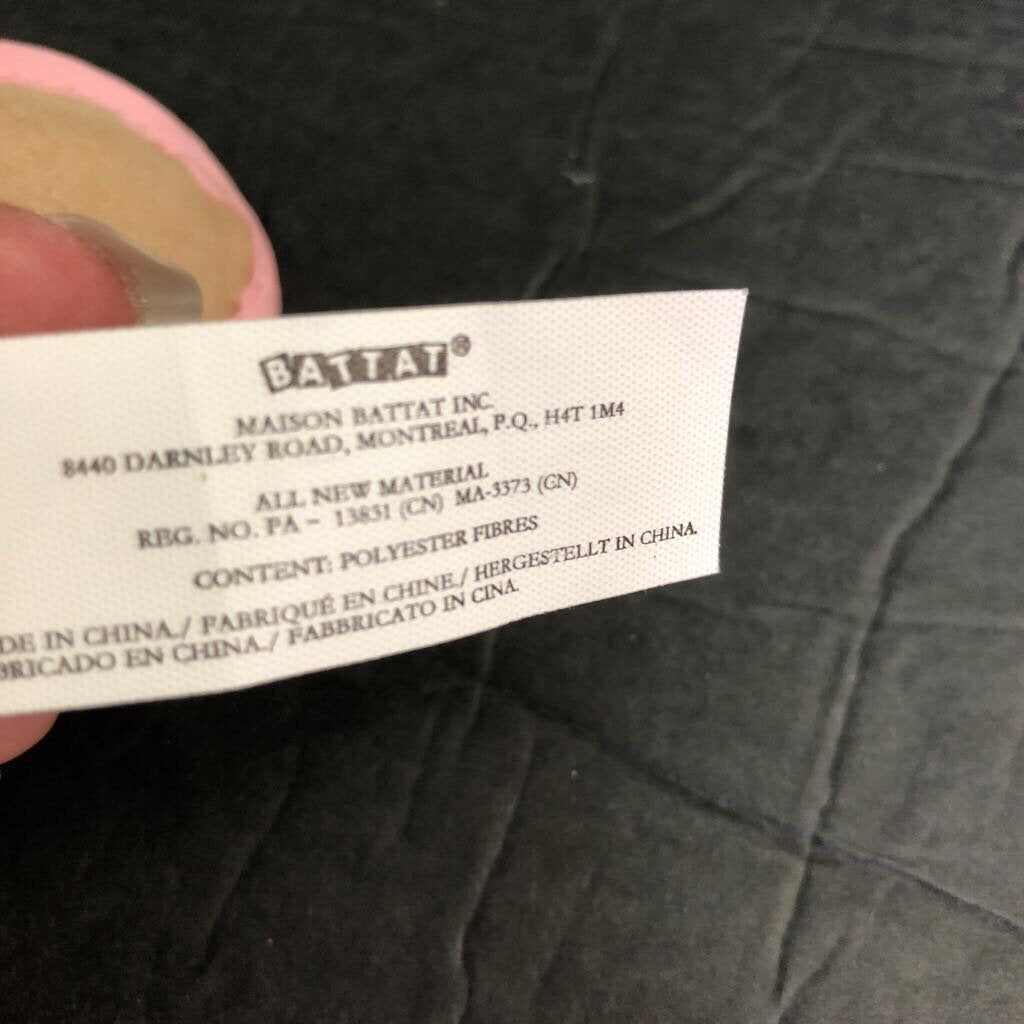 BATTAT®
MAISON BATTAT INC.
8440 DARNLEY ROAD, MONTREAL, P.Q., H4T 1M4
ALL NEW MATERIAL
REG. NO. PA - 13831 (CN) MA-3373 (CN)
CONTENT: POLYESTER FIBRES
DE IN CHINA./ FABRIQUÉ EN CHINE./ HERGESTELLT IN CHINA.
BRICADO EN CHINA./ FABBRICATO IN CINA.